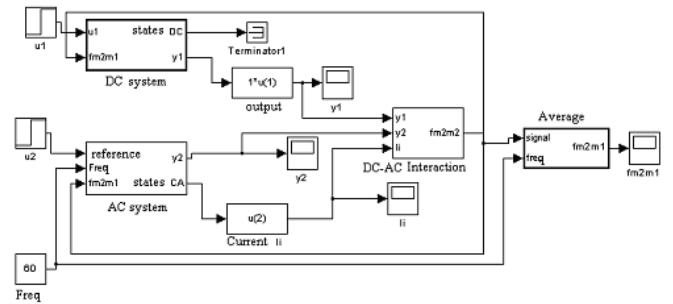 u1
u1
fm2m1
states DC
y1
DC system
Terminator1
1*u(1)
output
y1
u2
reference
Freq
fm2m1
y2
states CA
AC system
y2
u(2)
Current Ii
Ii
y1
y2
Ii
fm2m2
DC-AC Interaction
Average
signal
freq
fm2m1
fm2m1
60
Freq